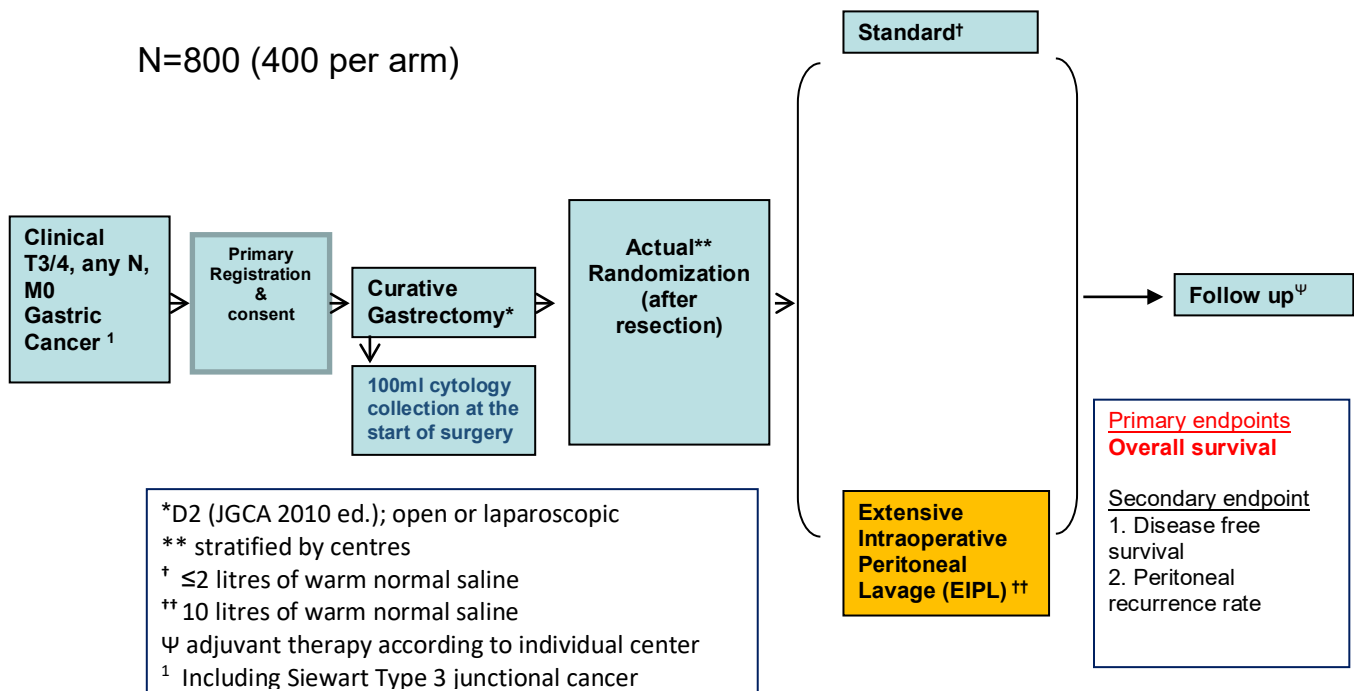 N=800 (400 per arm)
Clinical
T3/4, any N,
M0
Gastric
Cancer ¹
Primary
Registration
&
consent
Curative
Gastrectomy*
100ml cytology
collection at the
start of surgery
Actual**
Randomization
(after
resection)
Standard†
Extensive
Intraoperative
Peritoneal
Lavage (EIPL) ††
Follow upΨ
Primary endpoints
Overall survival
Secondary endpoint
1. Disease free
survival
2. Peritoneal
recurrence rate
*D2 (JGCA 2010 ed.); open or laparoscopic
** stratified by centres
† ≤2 litres of warm normal saline
†† 10 litres of warm normal saline
Ψ adjuvant therapy according to individual center
¹ Including Siewart Type 3 junctional cancer